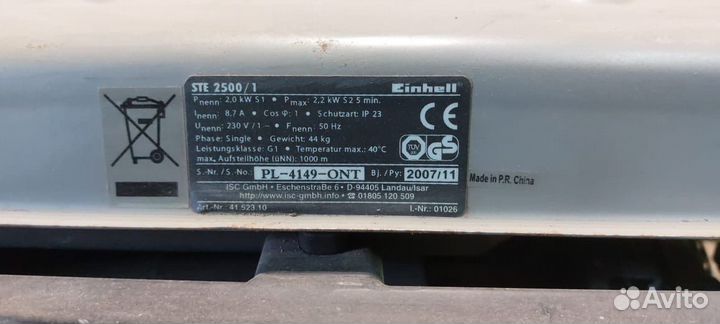 STE 2500/1
Einhell
Pnenn: 2,0 kW S1 • Pmax: 2,2 kW S2 5 min.
Inenn: 8,7 A • Cos φ: 1 • Schutzart: IP 23
Unenn: 230 V / 1~ • Fnenn: 50 Hz
Phase: Single • Gewicht: 44 kg
Leistungsklasse: G1 • Temperatur max.: 40°C
max. Aufstellhöhe (üNN): 1000 m
CE
TÜV GS
S.-Nr. / S.-No.: PL-4149-ONT Bj. / Py: 2007/11
ISC GmbH • Eschenstraße 6 • D-94405 Landau/Isar
http://www.isc-gmbh.info • ☎ 01805 120 509
Art.-Nr.: 41.523.10 I.-Nr.: 01026
Made in P.R. China
Avito